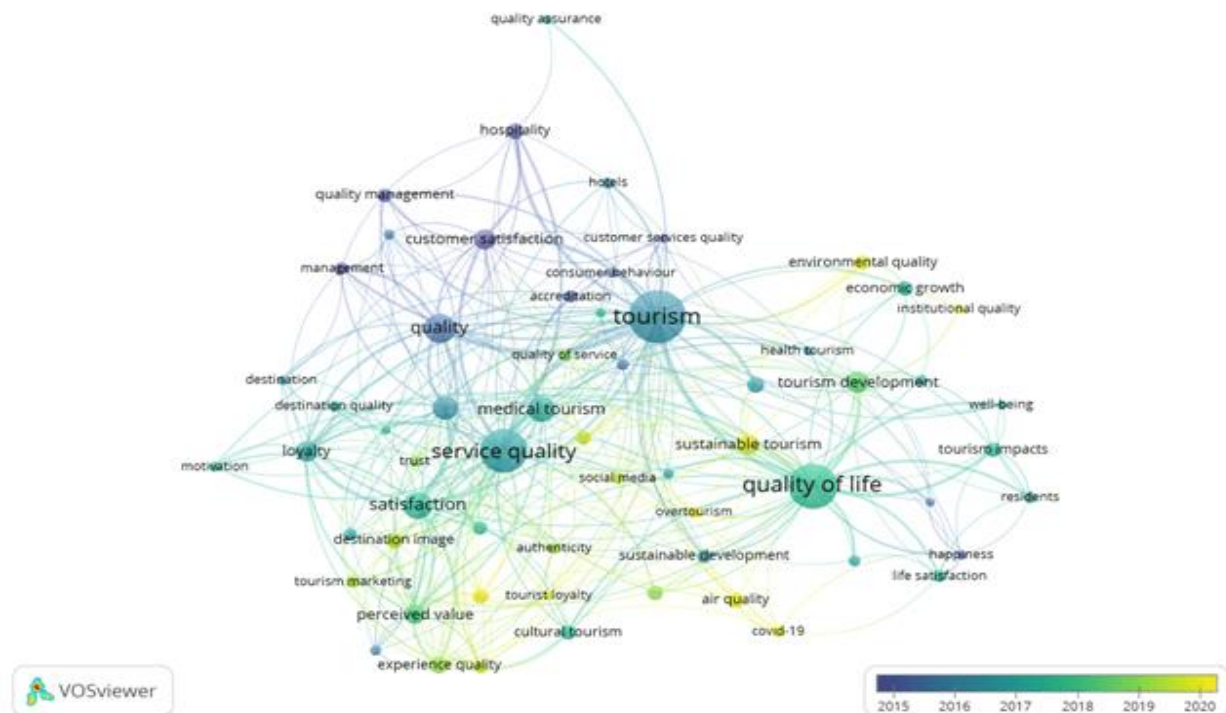 quality assurance
hospitality
hotels
quality management
customer satisfaction
customer services quality
environmental quality
management
consumer behaviour
economic growth
accreditation
institutional quality
tourism
quality
quality of service
health tourism
destination
tourism development
destination quality
medical tourism
well-being
loyalty
service quality
sustainable tourism
tourism impacts
trust
motivation
social media
quality of life
satisfaction
residents
overtourism
destination image
authenticity
sustainable development
happiness
life satisfaction
tourism marketing
tourist loyalty
air quality
perceived value
cultural tourism
covid-19
experience quality
VOSviewer
2015 2016 2017 2018 2019 2020